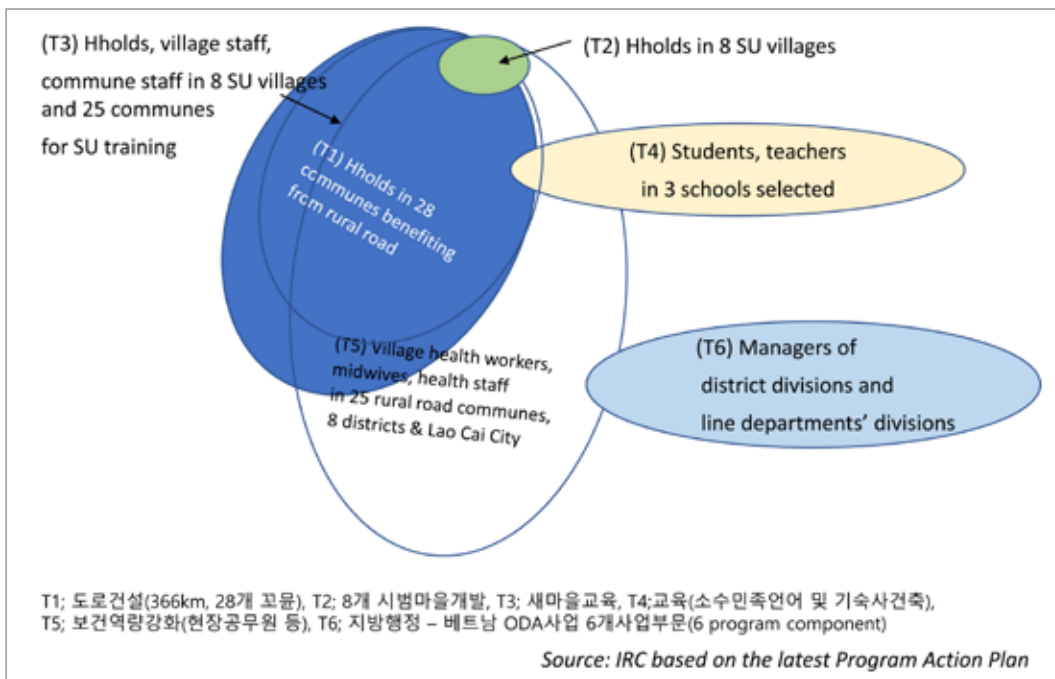 (T3) Hholds, village staff,
commune staff in 8 SU villages
and 25 communes
for SU training
(T2) Hholds in 8 SU villages
(T1) Hholds in 28
communes benefiting
from rural road
(T4) Students, teachers
in 3 schools selected
(T5) Village health workers,
midwives, health staff
in 25 rural road communes,
8 districts & Lao Cai City
(T6) Managers of
district divisions and
line departments’ divisions
T1; 도로건설(366km, 28개 꼬뮨), T2; 8개 시범마을개발, T3; 새마을교육, T4;교육(소수민족언어 및 기숙사건축),
T5; 보건역량강화(현장공무원 등), T6; 지방행정 – 베트남 ODA사업 6개사업부문(6 program component)
Source: IRC based on the latest Program Action Plan